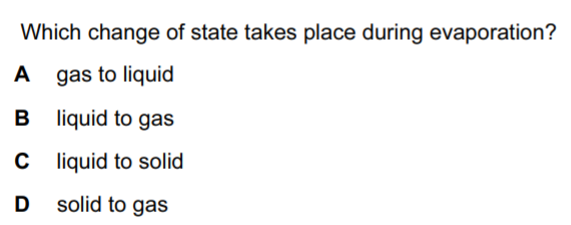 Which change of state takes place during evaporation?
A gas to liquid
B liquid to gas
C liquid to solid
D solid to gas